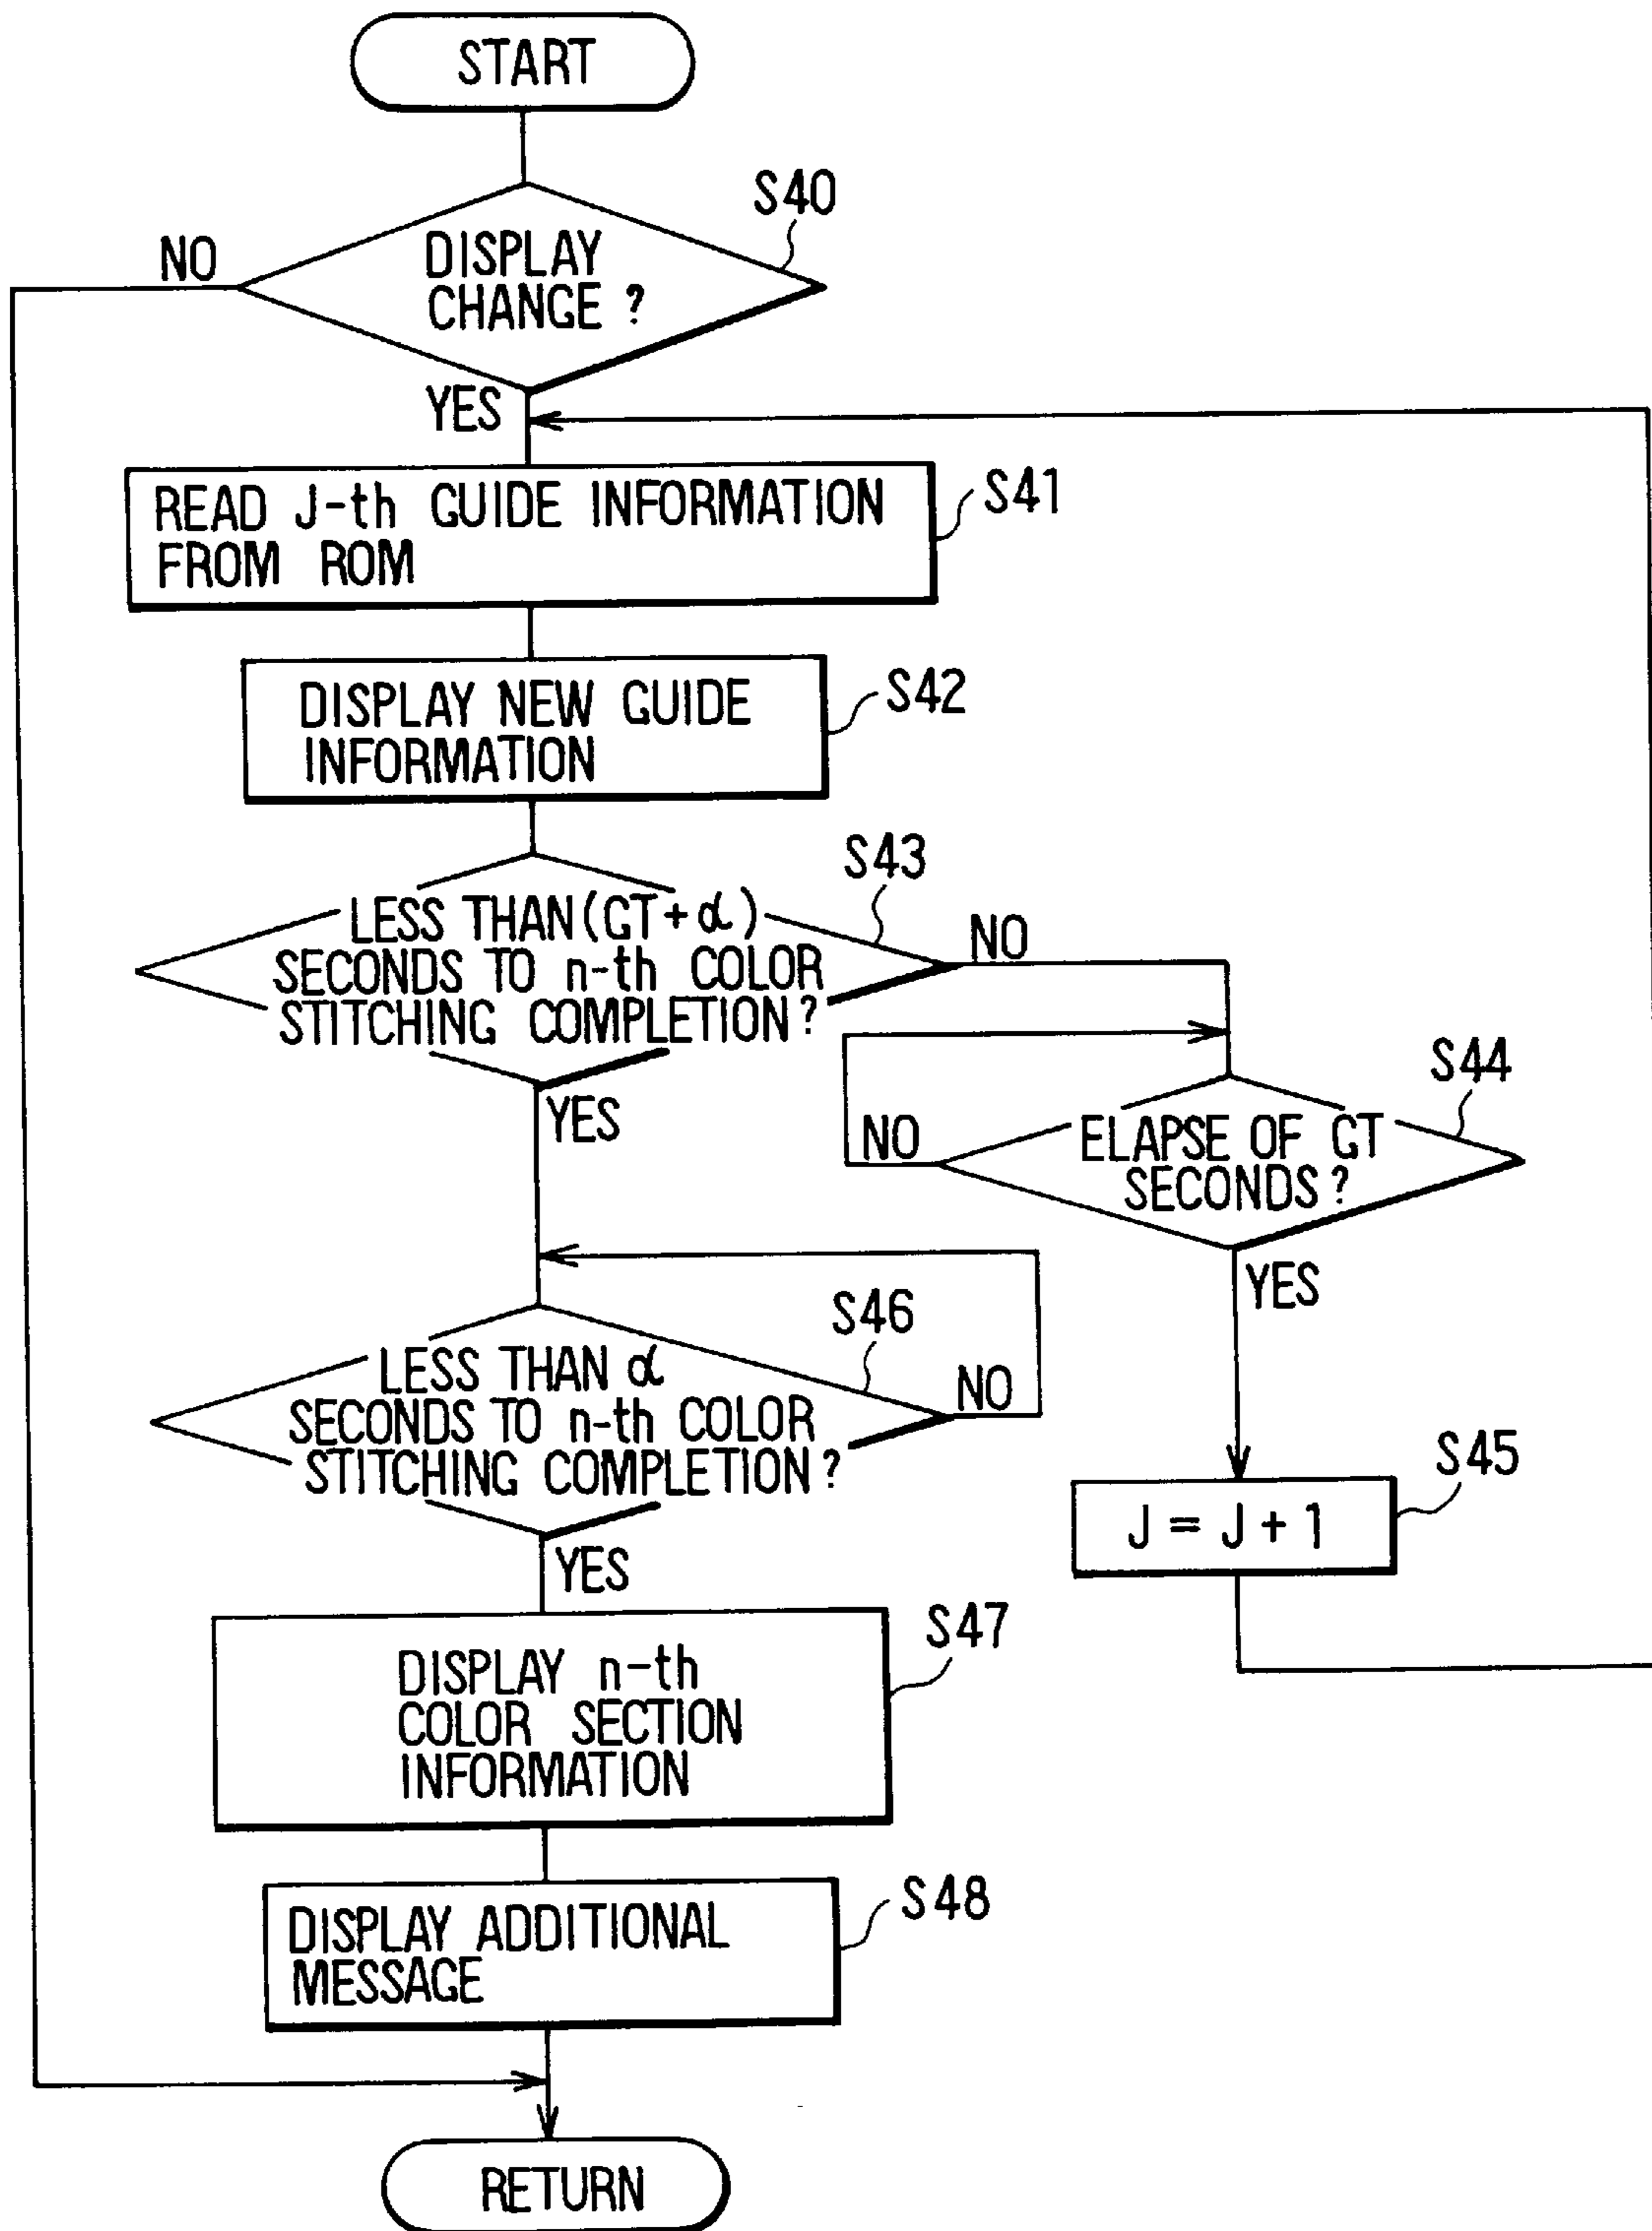 START
S40
NO
DISPLAY
CHANGE ?
YES
S41
READ J-th GUIDE INFORMATION
FROM ROM
S42
DISPLAY NEW GUIDE
INFORMATION
S43
LESS THAN (GT + α)
SECONDS TO n-th COLOR
STITCHING COMPLETION ?
NO
YES
S44
NO
ELAPSE OF GT
SECONDS ?
YES
S46
LESS THAN α
SECONDS TO n-th COLOR
STITCHING COMPLETION ?
NO
YES
S45
J = J + 1
S47
DISPLAY n-th
COLOR SECTION
INFORMATION
S48
DISPLAY ADDITIONAL
MESSAGE
RETURN